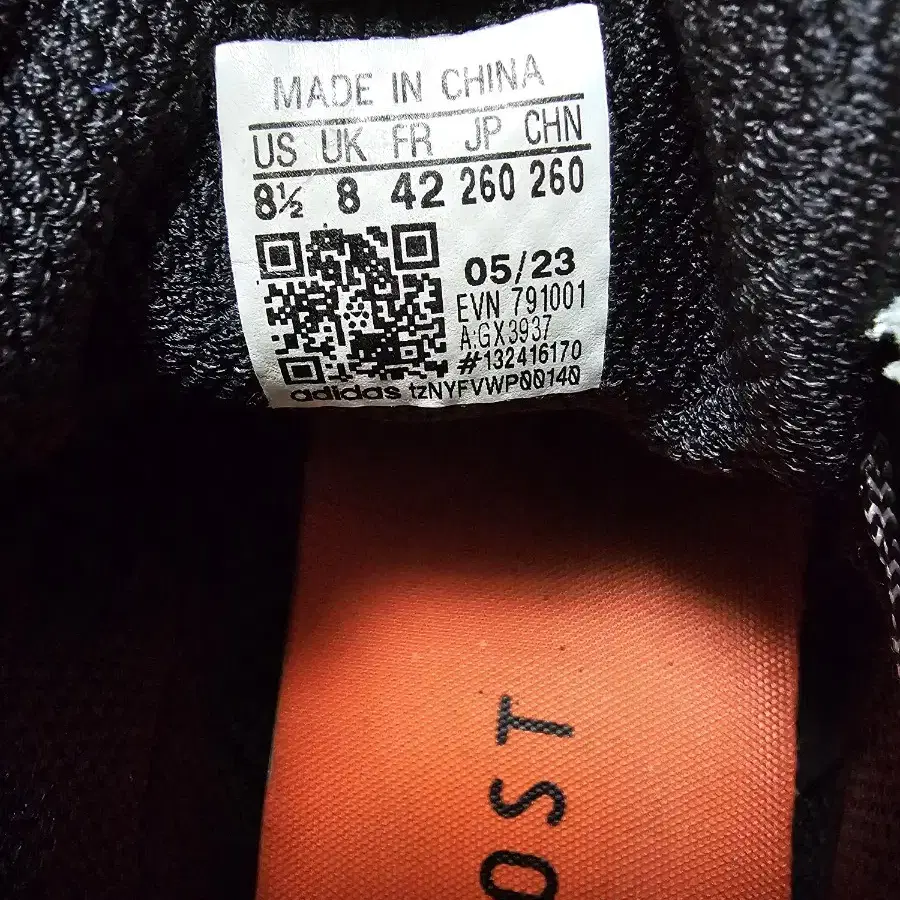 MADE IN CHINA
US UK FR JP CHN
8½ 8 42 260 260
05/23
EVN 791001
A:GX3937
#132416170
adidas tzNYFVWP00140
OST